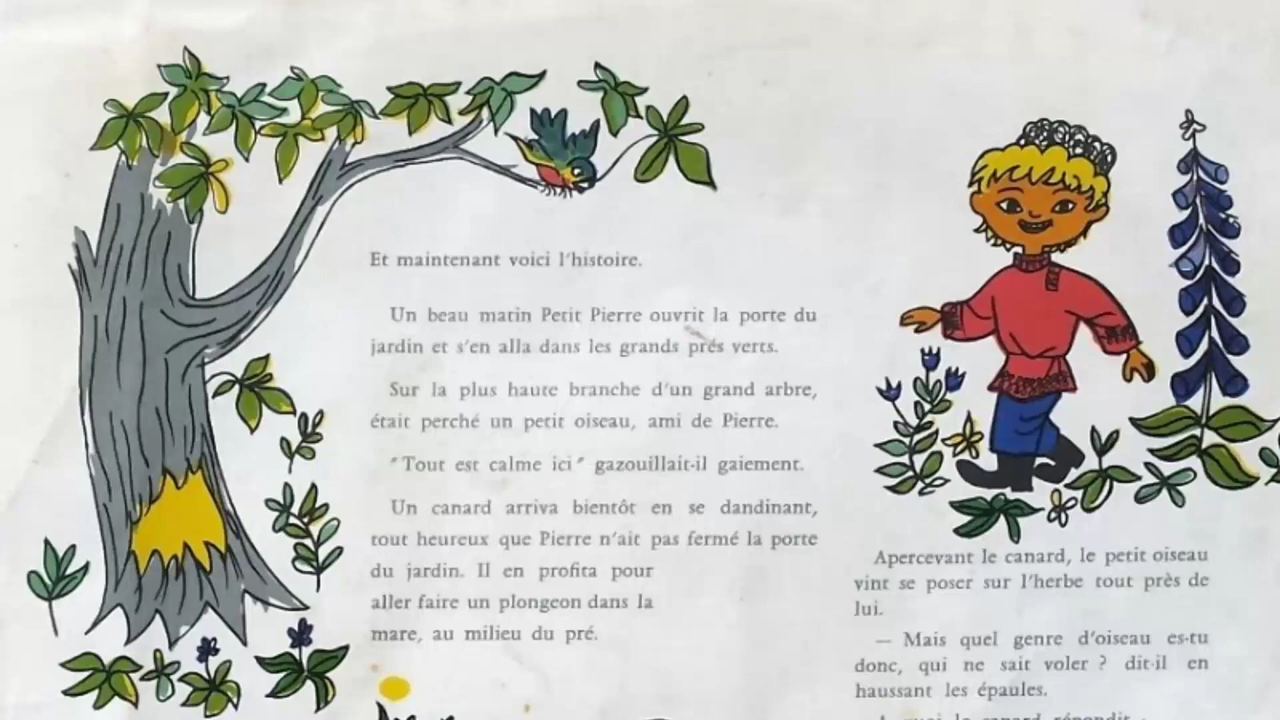 Et maintenant voici l'histoire.
Un beau matin Petit Pierre ouvrit la porte du
jardin et s'en alla dans les grands prés verts.
Sur la plus haute branche d'un grand arbre,
était perché un petit oiseau, ami de Pierre.
"Tout est calme ici" gazouillait-il gaiement.
Un canard arriva bientôt en se dandinant,
tout heureux que Pierre n'ait pas fermé la porte
du jardin. Il en profita pour
aller faire un plongeon dans la
mare, au milieu du pré.
Apercevant le canard, le petit oiseau
vint se poser sur l'herbe tout près de
lui.
— Mais quel genre d'oiseau es-tu
donc, qui ne sait voler ? dit-il en
haussant les épaules.
A quoi le canard répondit :